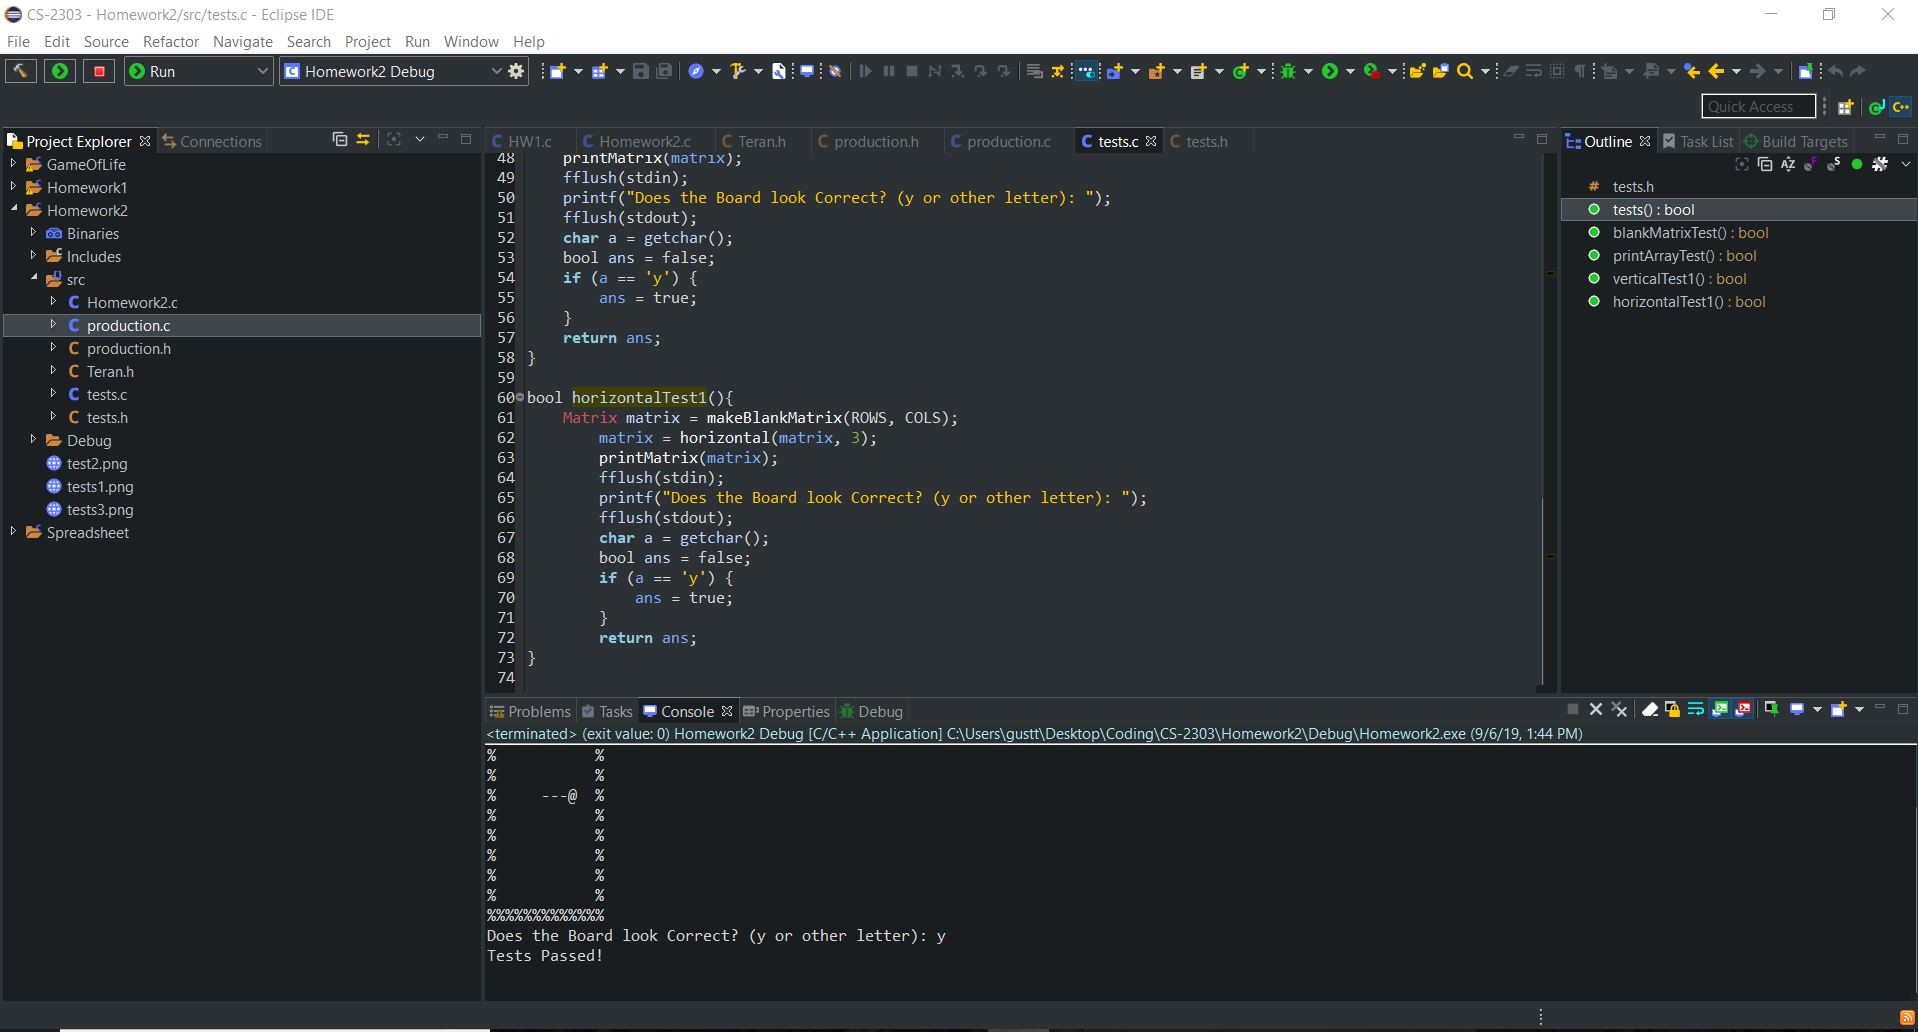 CS-2303 - Homework2/src/tests.c - Eclipse IDE
File Edit Source Refactor Navigate Search Project Run Window Help
Run Homework2 Debug
Quick Access
Project Explorer Connections
GameOfLife
Homework1
Homework2
Binaries
Includes
src
Homework2.c
production.c
production.h
Teran.h
tests.c
tests.h
Debug
test2.png
tests1.png
tests3.png
Spreadsheet
HW1.c Homework2.c Teran.h production.h production.c tests.c tests.h
48     printMatrix(matrix);
49     fflush(stdin);
50     printf("Does the Board look Correct? (y or other letter): ");
51     fflush(stdout);
52     char a = getchar();
53     bool ans = false;
54     if (a == 'y') {
55         ans = true;
56     }
57     return ans;
58 }
59
60 bool horizontalTest1(){
61     Matrix matrix = makeBlankMatrix(ROWS, COLS);
62         matrix = horizontal(matrix, 3);
63         printMatrix(matrix);
64         fflush(stdin);
65         printf("Does the Board look Correct? (y or other letter): ");
66         fflush(stdout);
67         char a = getchar();
68         bool ans = false;
69         if (a == 'y') {
70             ans = true;
71         }
72         return ans;
73 }
74
Outline Task List Build Targets
tests.h
tests() : bool
blankMatrixTest() : bool
printArrayTest() : bool
verticalTest1() : bool
horizontalTest1() : bool
Problems Tasks Console Properties Debug
<terminated> (exit value: 0) Homework2 Debug [C/C++ Application] C:\Users\gustt\Desktop\Coding\CS-2303\Homework2\Debug\Homework2.exe (9/6/19, 1:44 PM)
%           %
%           %
%     ---@  %
%           %
%           %
%           %
%           %
%           %
%%%%%%%%%%%%%
Does the Board look Correct? (y or other letter): y
Tests Passed!